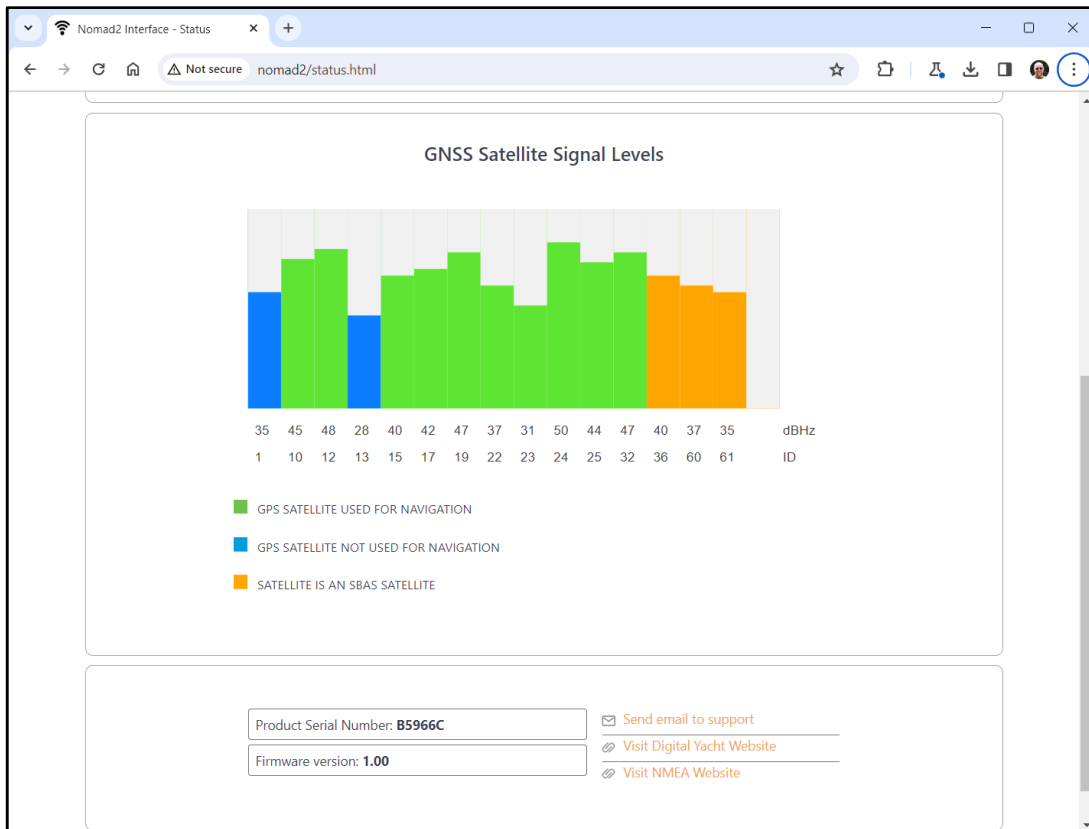 Nomad2 Interface - Status
Not secure nomad2/status.html
GNSS Satellite Signal Levels
35 45 48 28 40 42 47 37 31 50 44 47 40 37 35 dBHz
1 10 12 13 15 17 19 22 23 24 25 32 36 60 61 ID
GPS SATELLITE USED FOR NAVIGATION
GPS SATELLITE NOT USED FOR NAVIGATION
SATELLITE IS AN SBAS SATELLITE
Product Serial Number: B5966C
Firmware version: 1.00
Send email to support
Visit Digital Yacht Website
Visit NMEA Website